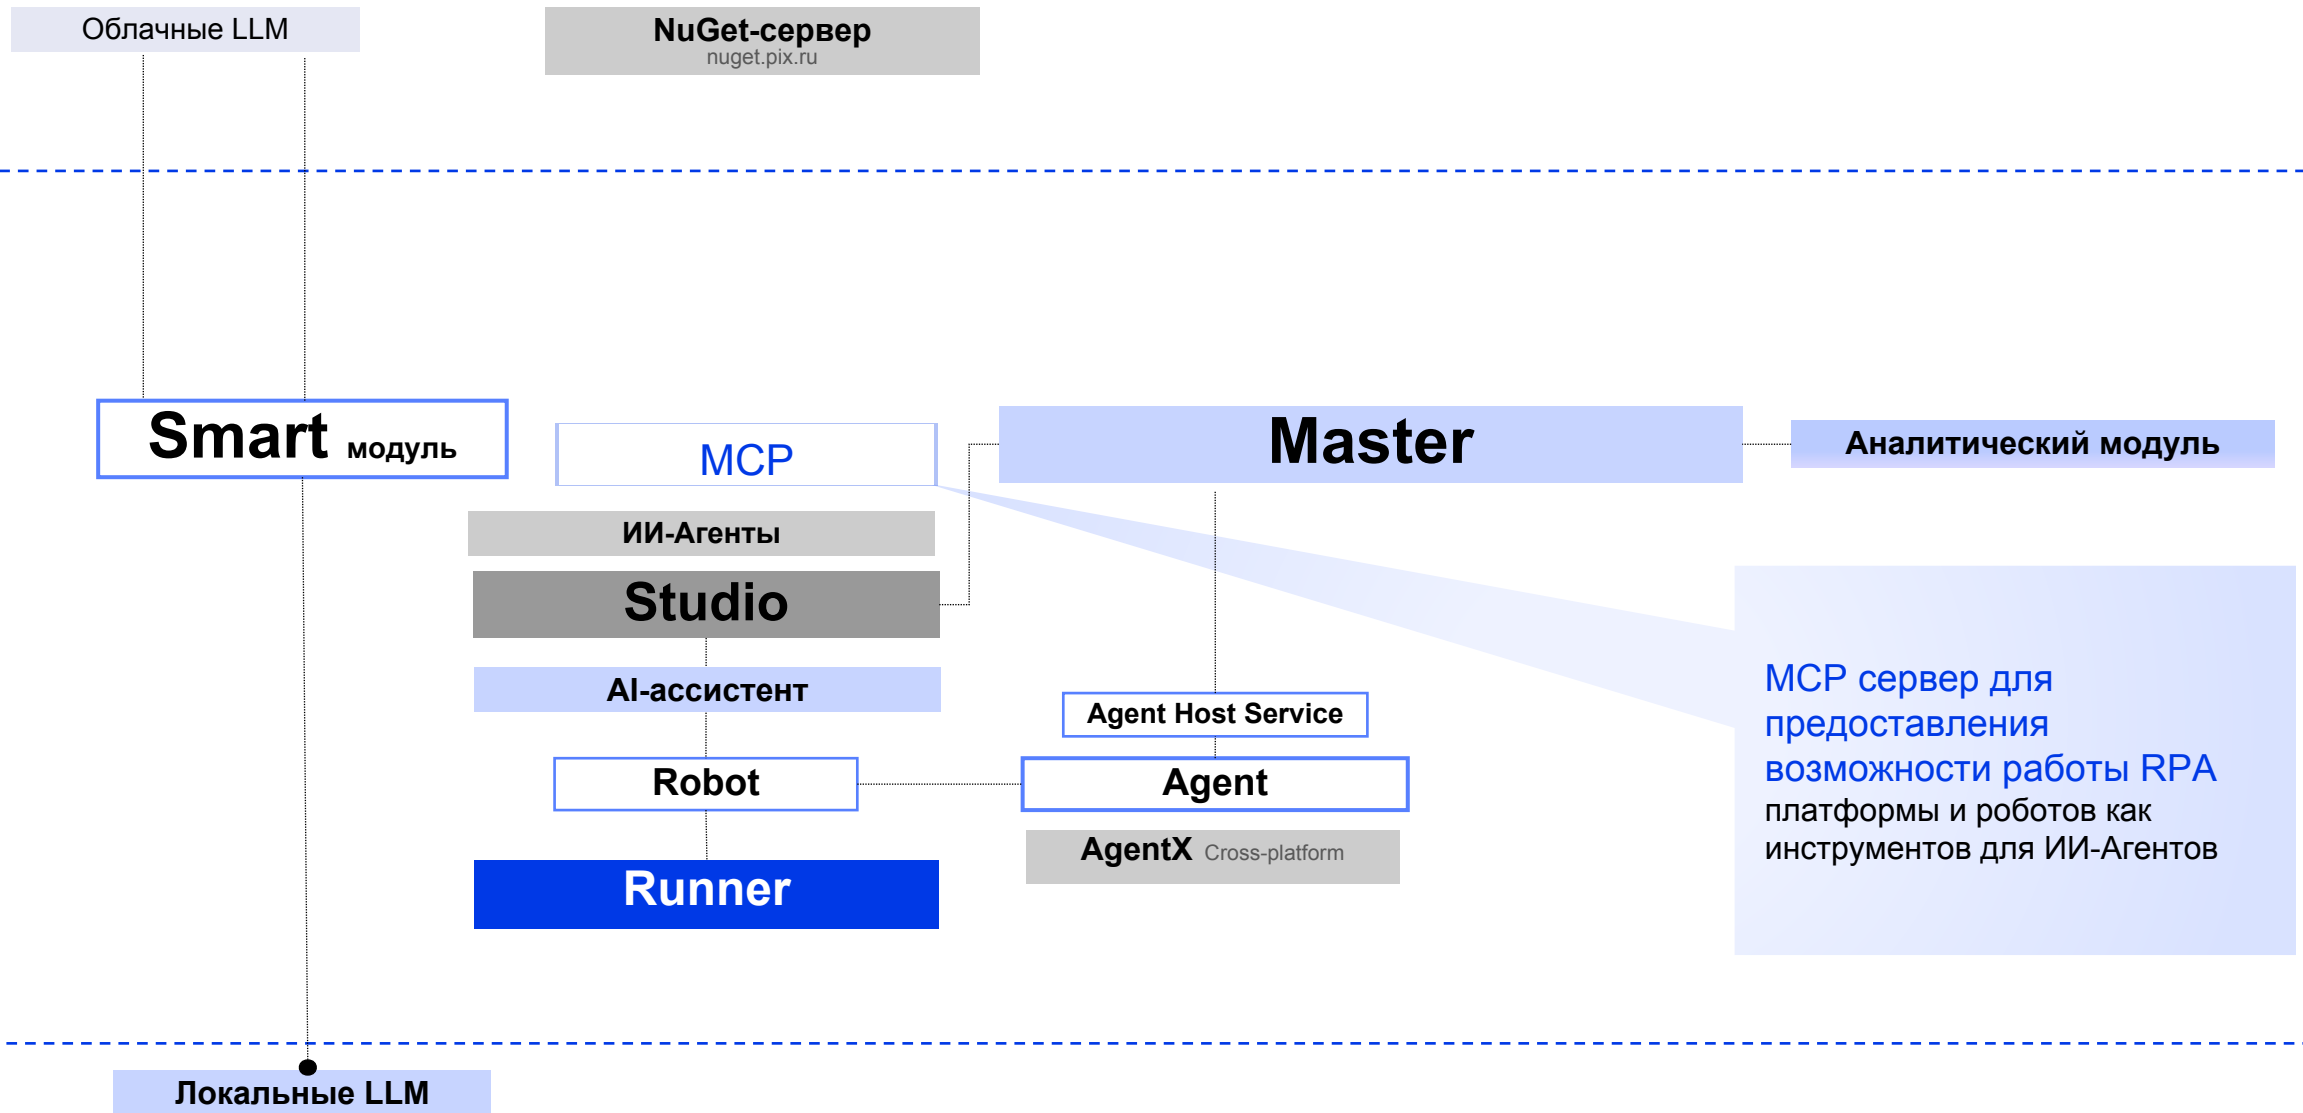 Облачные LLM
NuGet-сервер
nuget.pix.ru
Smart модуль
MCP
Master
Аналитический модуль
ИИ-Агенты
Studio
AI-ассистент
Agent Host Service
Robot
Agent
AgentX Cross-platform
Runner
MCP сервер для
предоставления
возможности работы RPA
платформы и роботов как
инструментов для ИИ-Агентов
Локальные LLM